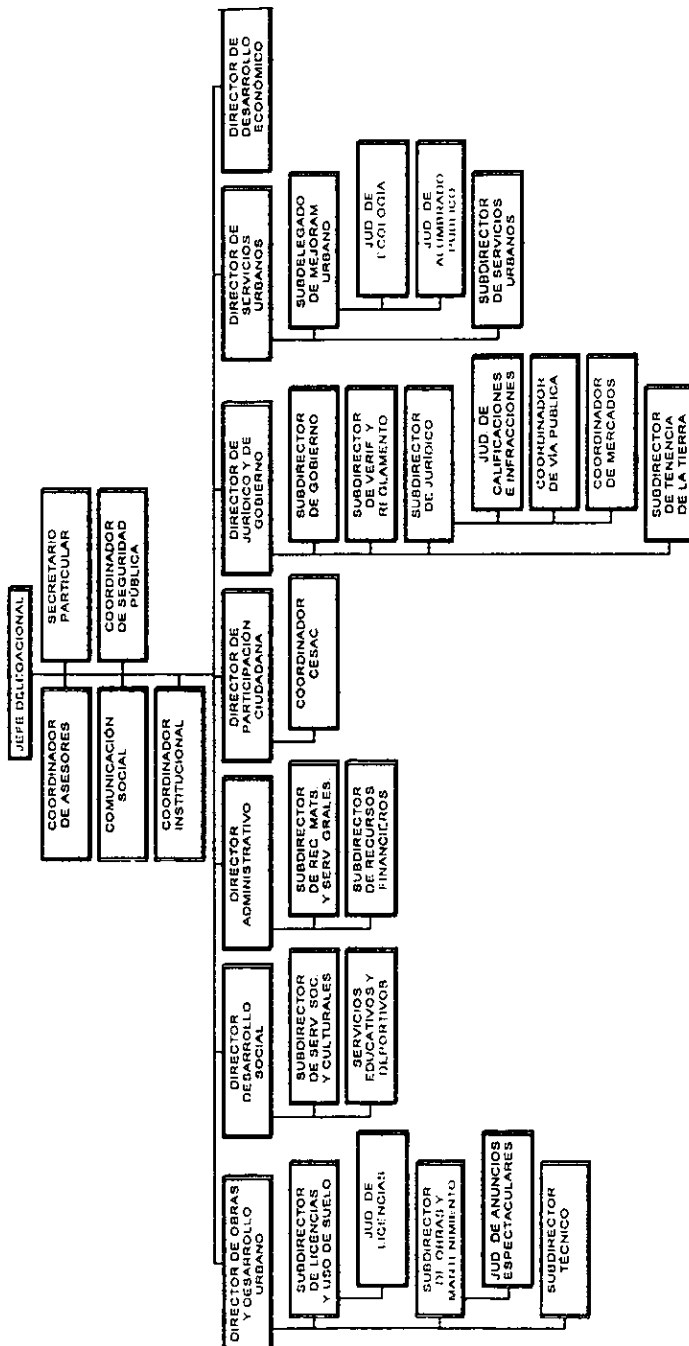 JEFE DELEGACIONAL
COORDINADOR
DE ASESORES
SECRETARIO
PARTICULAR
COMUNICACIÓN
SOCIAL
COORDINADOR
DE SEGURIDAD
PÚBLICA
COORDINADOR
INSTITUCIONAL
DIRECTOR DE OBRAS
Y DESARROLLO
URBANO
SUBDIRECTOR
DE LICENCIAS
Y USO DE SUELO
JUD DE
LICENCIAS
SUBDIRECTOR
DE OBRAS Y
MANTENIMIENTO
JUD DE ANUNCIOS
ESPECTACULARES
SUBDIRECTOR
TÉCNICO
DIRECTOR
DESARROLLO
SOCIAL
SUBDIRECTOR
DE SERV SOC.
Y CULTURALES
SERVICIOS
EDUCATIVOS Y
DEPORTIVOS
DIRECTOR
ADMINISTRATIVO
SUBDIRECTOR
DE REC MATS.
Y SERV GRALES.
SUBDIRECTOR
DE RECURSOS
FINANCIEROS
DIRECTOR DE
PARTICIPACIÓN
CIUDADANA
COORDINADOR
CESAC
DIRECTOR DE
JURÍDICO Y DE
GOBIERNO
SUBDIRECTOR
DE GOBIERNO
SUBDIRECTOR
DE VERIF Y
REGLAMENTO
SUBDIRECTOR
DE JURÍDICO
JUD. DE
CALIFICACIONES
E INFRACCIONES
COORDINADOR
DE VÍA PUBLICA
COORDINADOR
DE MERCADOS
SUBDIRECTOR
DE TENENCIA
DE LA TIERRA
DIRECTOR DE
SERVICIOS
URBANOS
SUBDELEGADO
DE MEJORAM
URBANO
JUD DE
ECOLOGÍA
JUD DE
ALUMBRADO
PÚBLICO
SUBDIRECTOR
DE SERVICIOS
URBANOS
DIRECTOR DE
DESARROLLO
ECONÓMICO